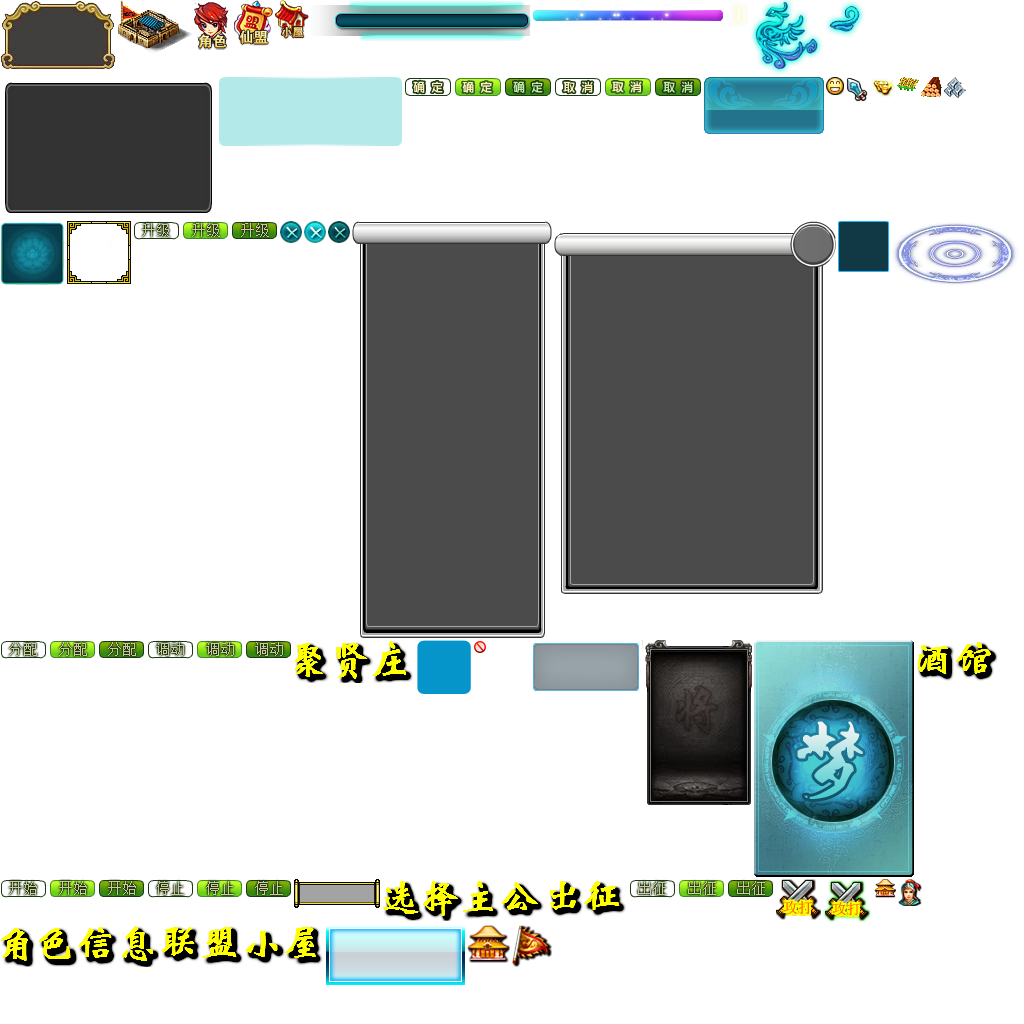 角色 仙盟 小屋
确定 确定 确定 取消 取消 取消
升级 升级 升级
分配 分配 分配 调动 调动 调动 聚贤庄 将 梦 酒馆
开始 开始 开始 停止 停止 停止 选择主公出征 出征 出征 出征 攻打 攻打
角色信息联盟小屋